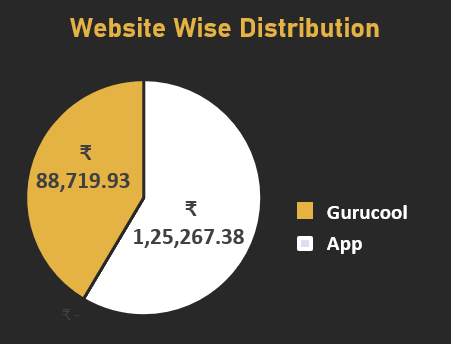 Website Wise Distribution
₹
88,719.93
₹
1,25,267.38
Gurucool
App
₹ -